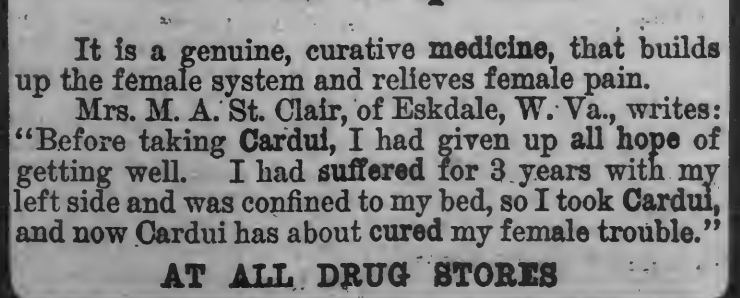 It is a genuine, curative medicine, that builds
up the female system and relieves female pain.
Mrs. M. A. St. Clair, of Eskdale, W. Va., writes:
"Before taking Cardui, I had given up all hope of
getting well. I had suffered for 3 years with my
left side and was confined to my bed, so I took Cardui,
and now Cardui has about cured my female trouble."
AT ALL DRUG STORES